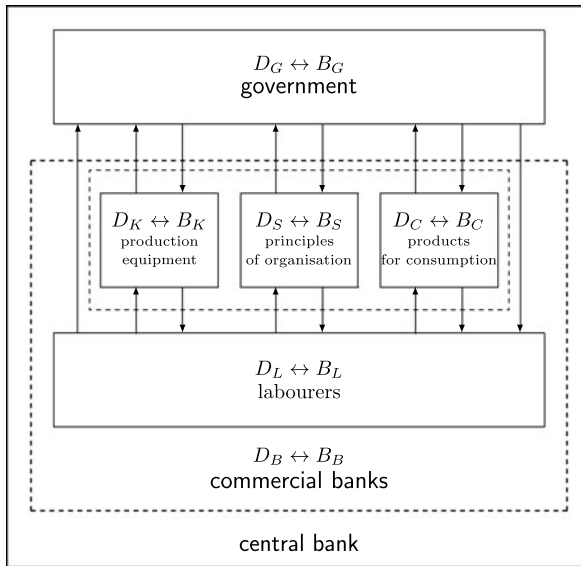 D_G ↔ B_G
government
D_K ↔ B_K
production
equipment
D_S ↔ B_S
principles
of organisation
D_C ↔ B_C
products
for consumption
D_L ↔ B_L
labourers
D_B ↔ B_B
commercial banks
central bank